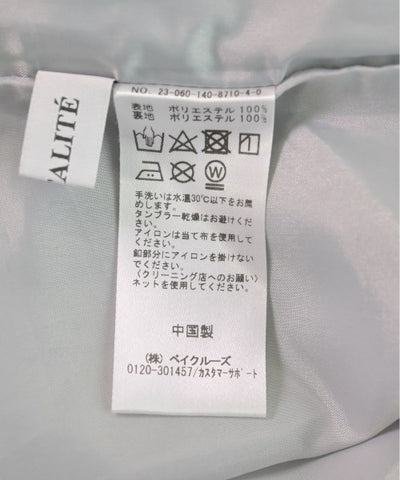 TALITÉ
NO. 23-060-140-8710-4-0
表地 ポリエステル 100%
裏地 ポリエステル 100%
手洗いは水温30℃以下をお薦
めします。
タンブラー乾燥はお避けくだ
さい。
アイロンは当て布を使用して
ください。
釦部分にアイロンを掛けない
でください。
〈クリーニング店へのお願い〉
ネットを使用してください。
中国製
(株) ベイクルーズ
0120-301457/カスタマーサポート